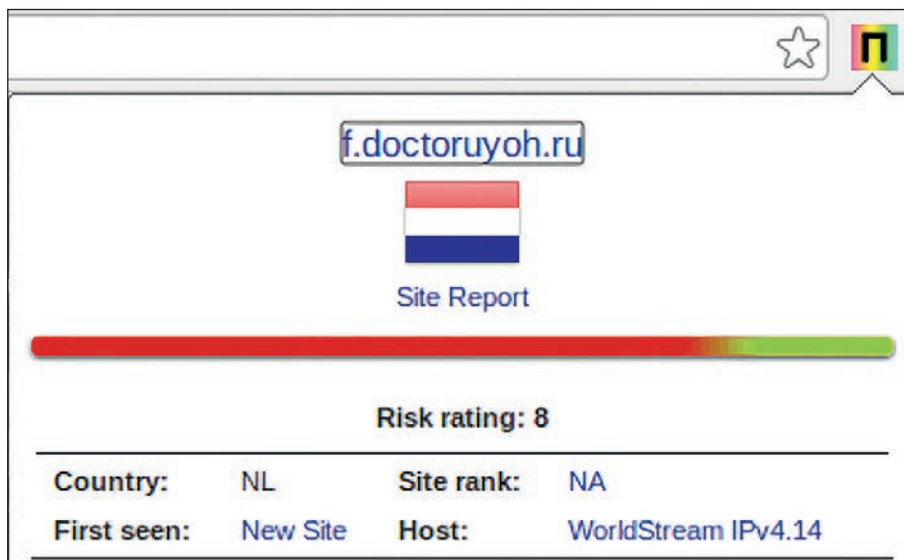 f.doctoruyoh.ru
Site Report
Risk rating: 8
Country: NL Site rank: NA
First seen: New Site Host: WorldStream IPv4.14